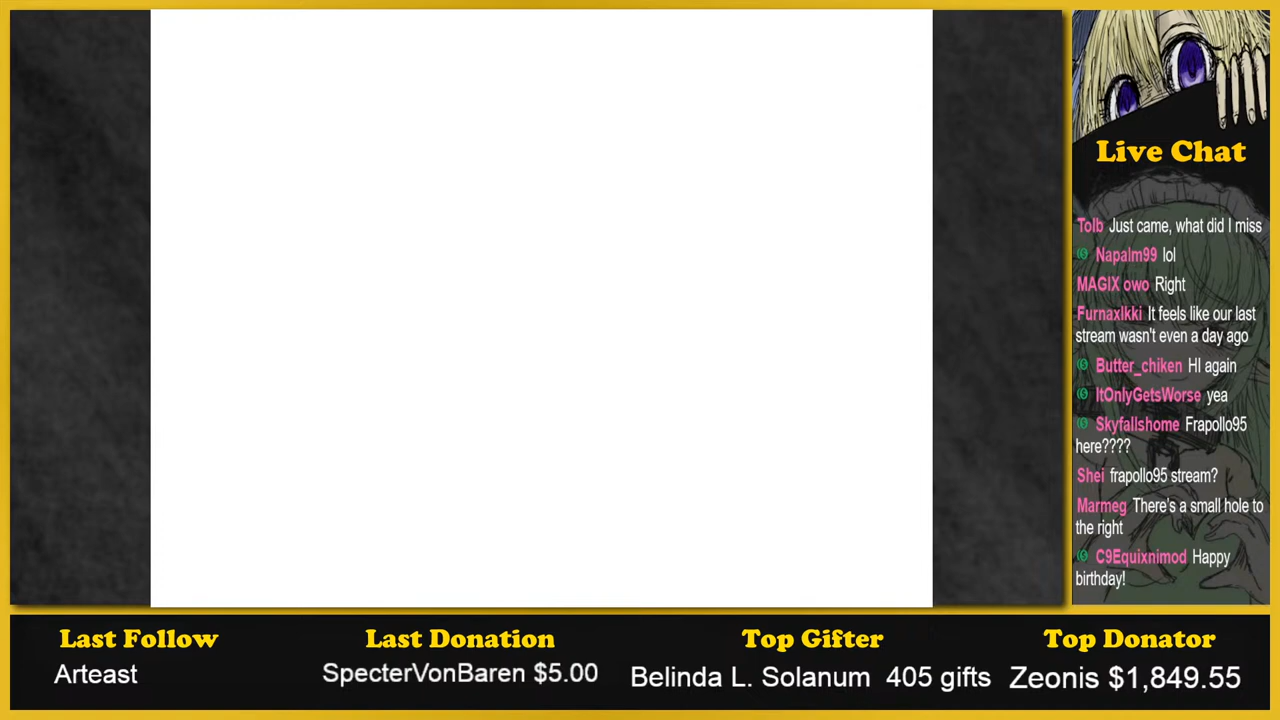 Live Chat
Tolb Just came, what did I miss
Napalm99 lol
MAGIX owo Right
FurnaxIkki It feels like our last
stream wasn't even a day ago
Butter_chiken HI again
ItOnlyGetsWorse yea
Skyfallshome Frapollo95
here????
Shei frapollo95 stream?
Marmeg There's a small hole to
the right
C9Equixnimod Happy
birthday!
Last Follow
Arteast
Last Donation
SpecterVonBaren $5.00
Top Gifter
Belinda L. Solanum 405 gifts
Top Donator
Zeonis $1,849.55